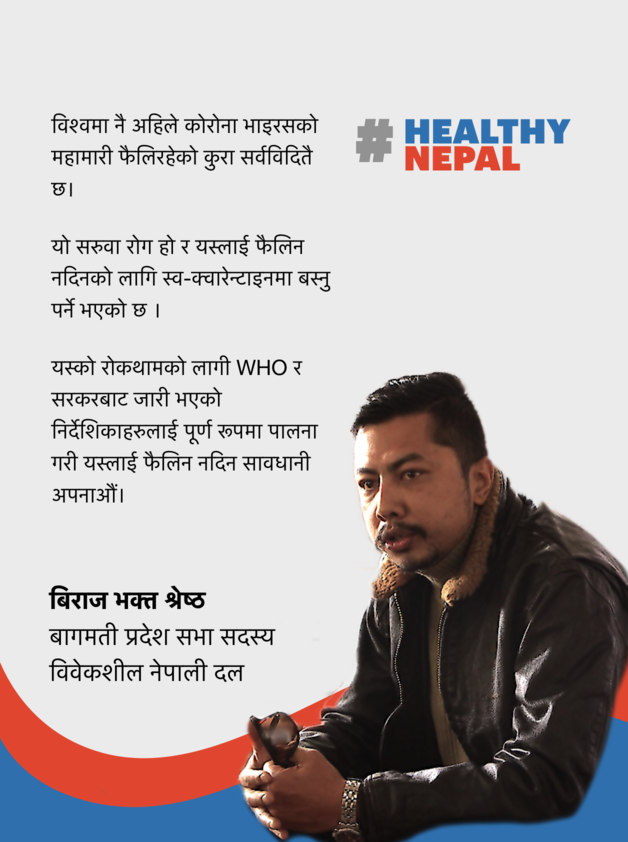 विश्वमा नै अहिले कोरोना भाइरसको
महामारी फैलिरहेको कुरा सर्वविदितै
छ।
# HEALTHY
NEPAL
यो सरुवा रोग हो र यस्लाई फैलिन
नदिनको लागि स्व-क्वारेन्टाइनमा बस्नु
पर्ने भएको छ ।
यस्को रोकथामको लागी WHO र
सरकरबाट जारी भएको
निर्देशिकाहरुलाई पूर्ण रूपमा पालना
गरी यस्लाई फैलिन नदिन सावधानी
अपनाऔं।
बिराज भक्त श्रेष्ठ
बागमती प्रदेश सभा सदस्य
विवेकशील नेपाली दल